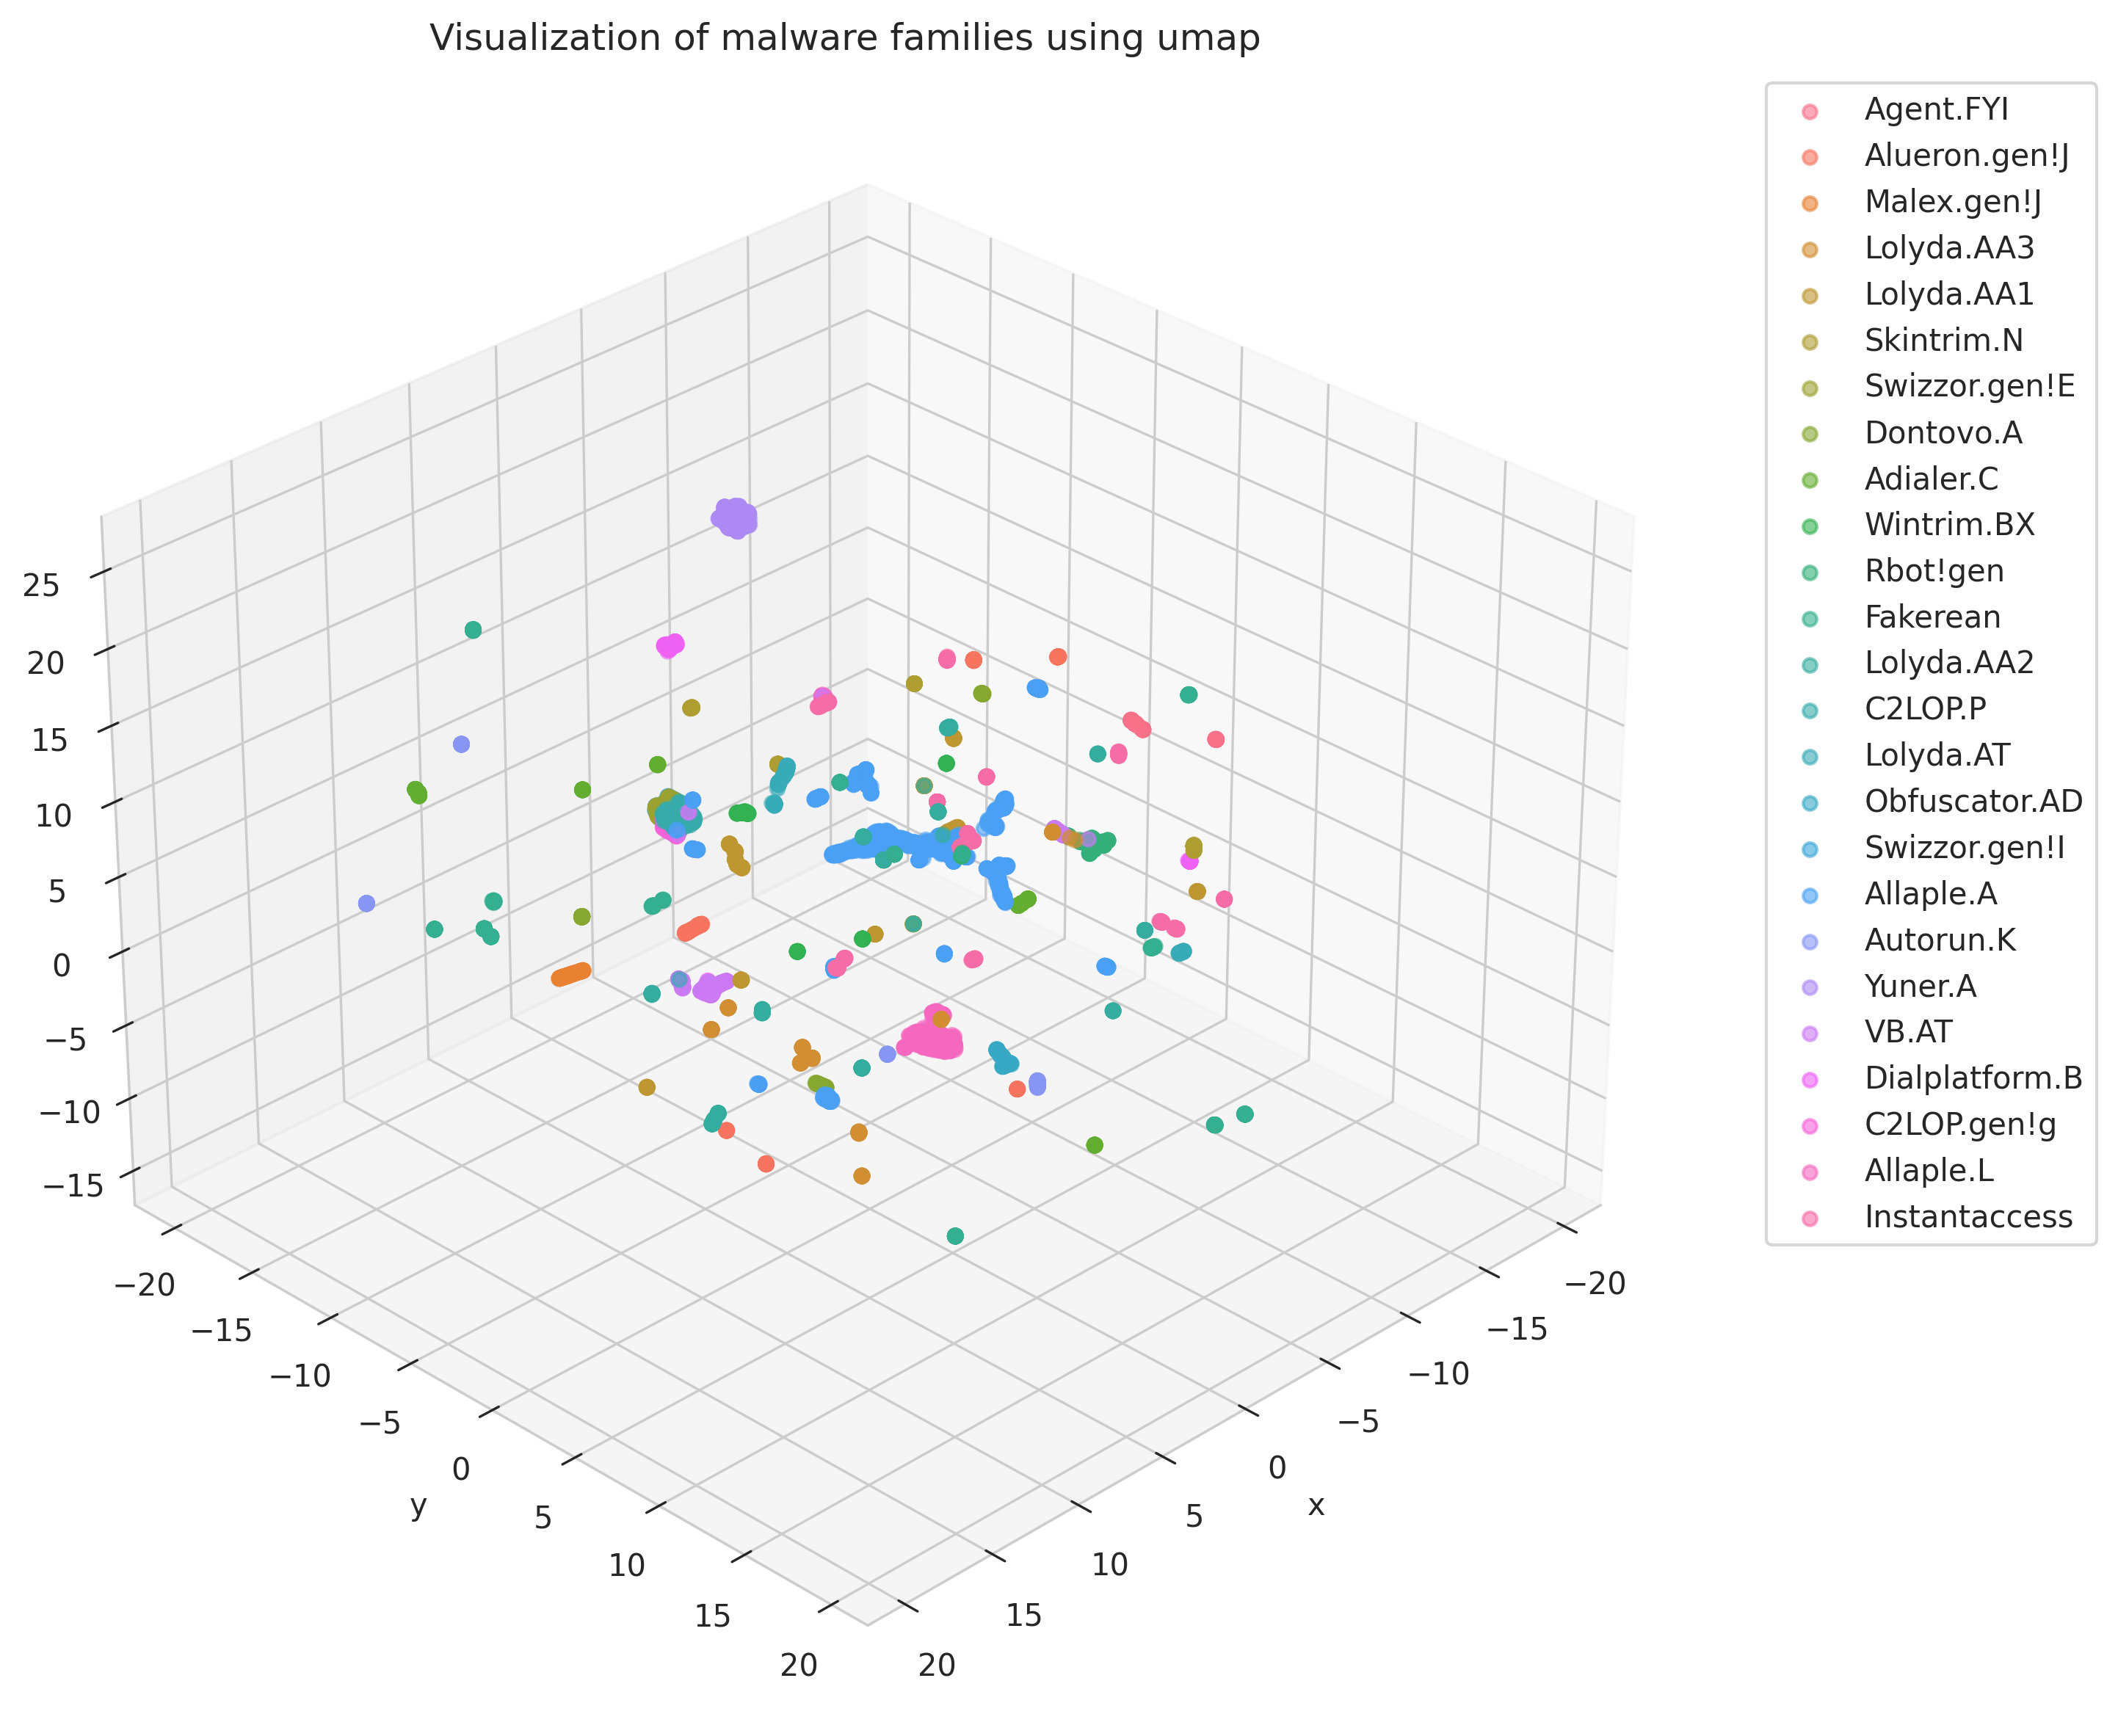 Visualization of malware families using umap
Agent.FYI
Alueron.gen!J
Malex.gen!J
Lolyda.AA3
Lolyda.AA1
Skintrim.N
Swizzor.gen!E
Dontovo.A
Adialer.C
Wintrim.BX
Rbot!gen
Fakerean
Lolyda.AA2
C2LOP.P
Lolyda.AT
Obfuscator.AD
Swizzor.gen!I
Allaple.A
Autorun.K
Yuner.A
VB.AT
Dialplatform.B
C2LOP.gen!g
Allaple.L
Instantaccess
25
20
15
10
5
0
−5
−10
−15
−20
−15
−10
−5
0
5
10
15
20
y
−20
−15
−10
−5
0
5
10
15
20
x